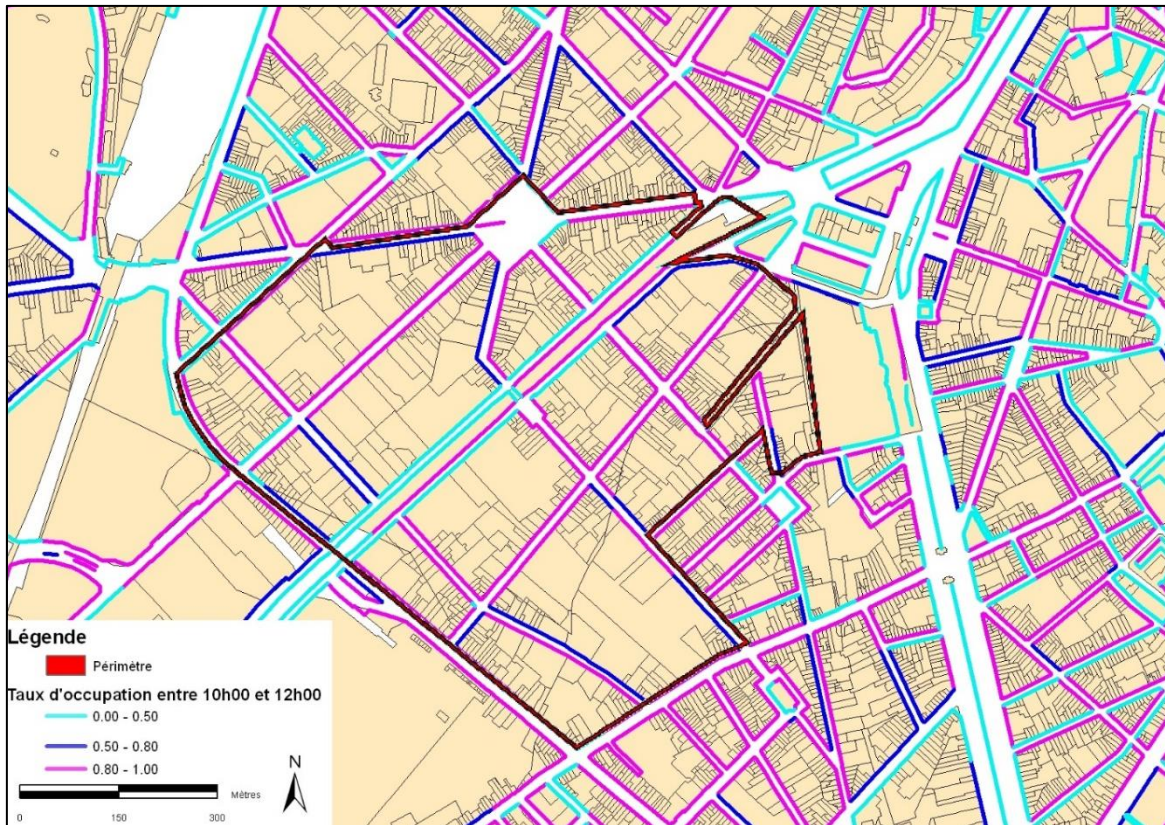 Légende
Périmètre
Taux d'occupation entre 10h00 et 12h00
0.00 - 0.50
0.50 - 0.80
0.80 - 1.00
N
Mètres
0 150 300